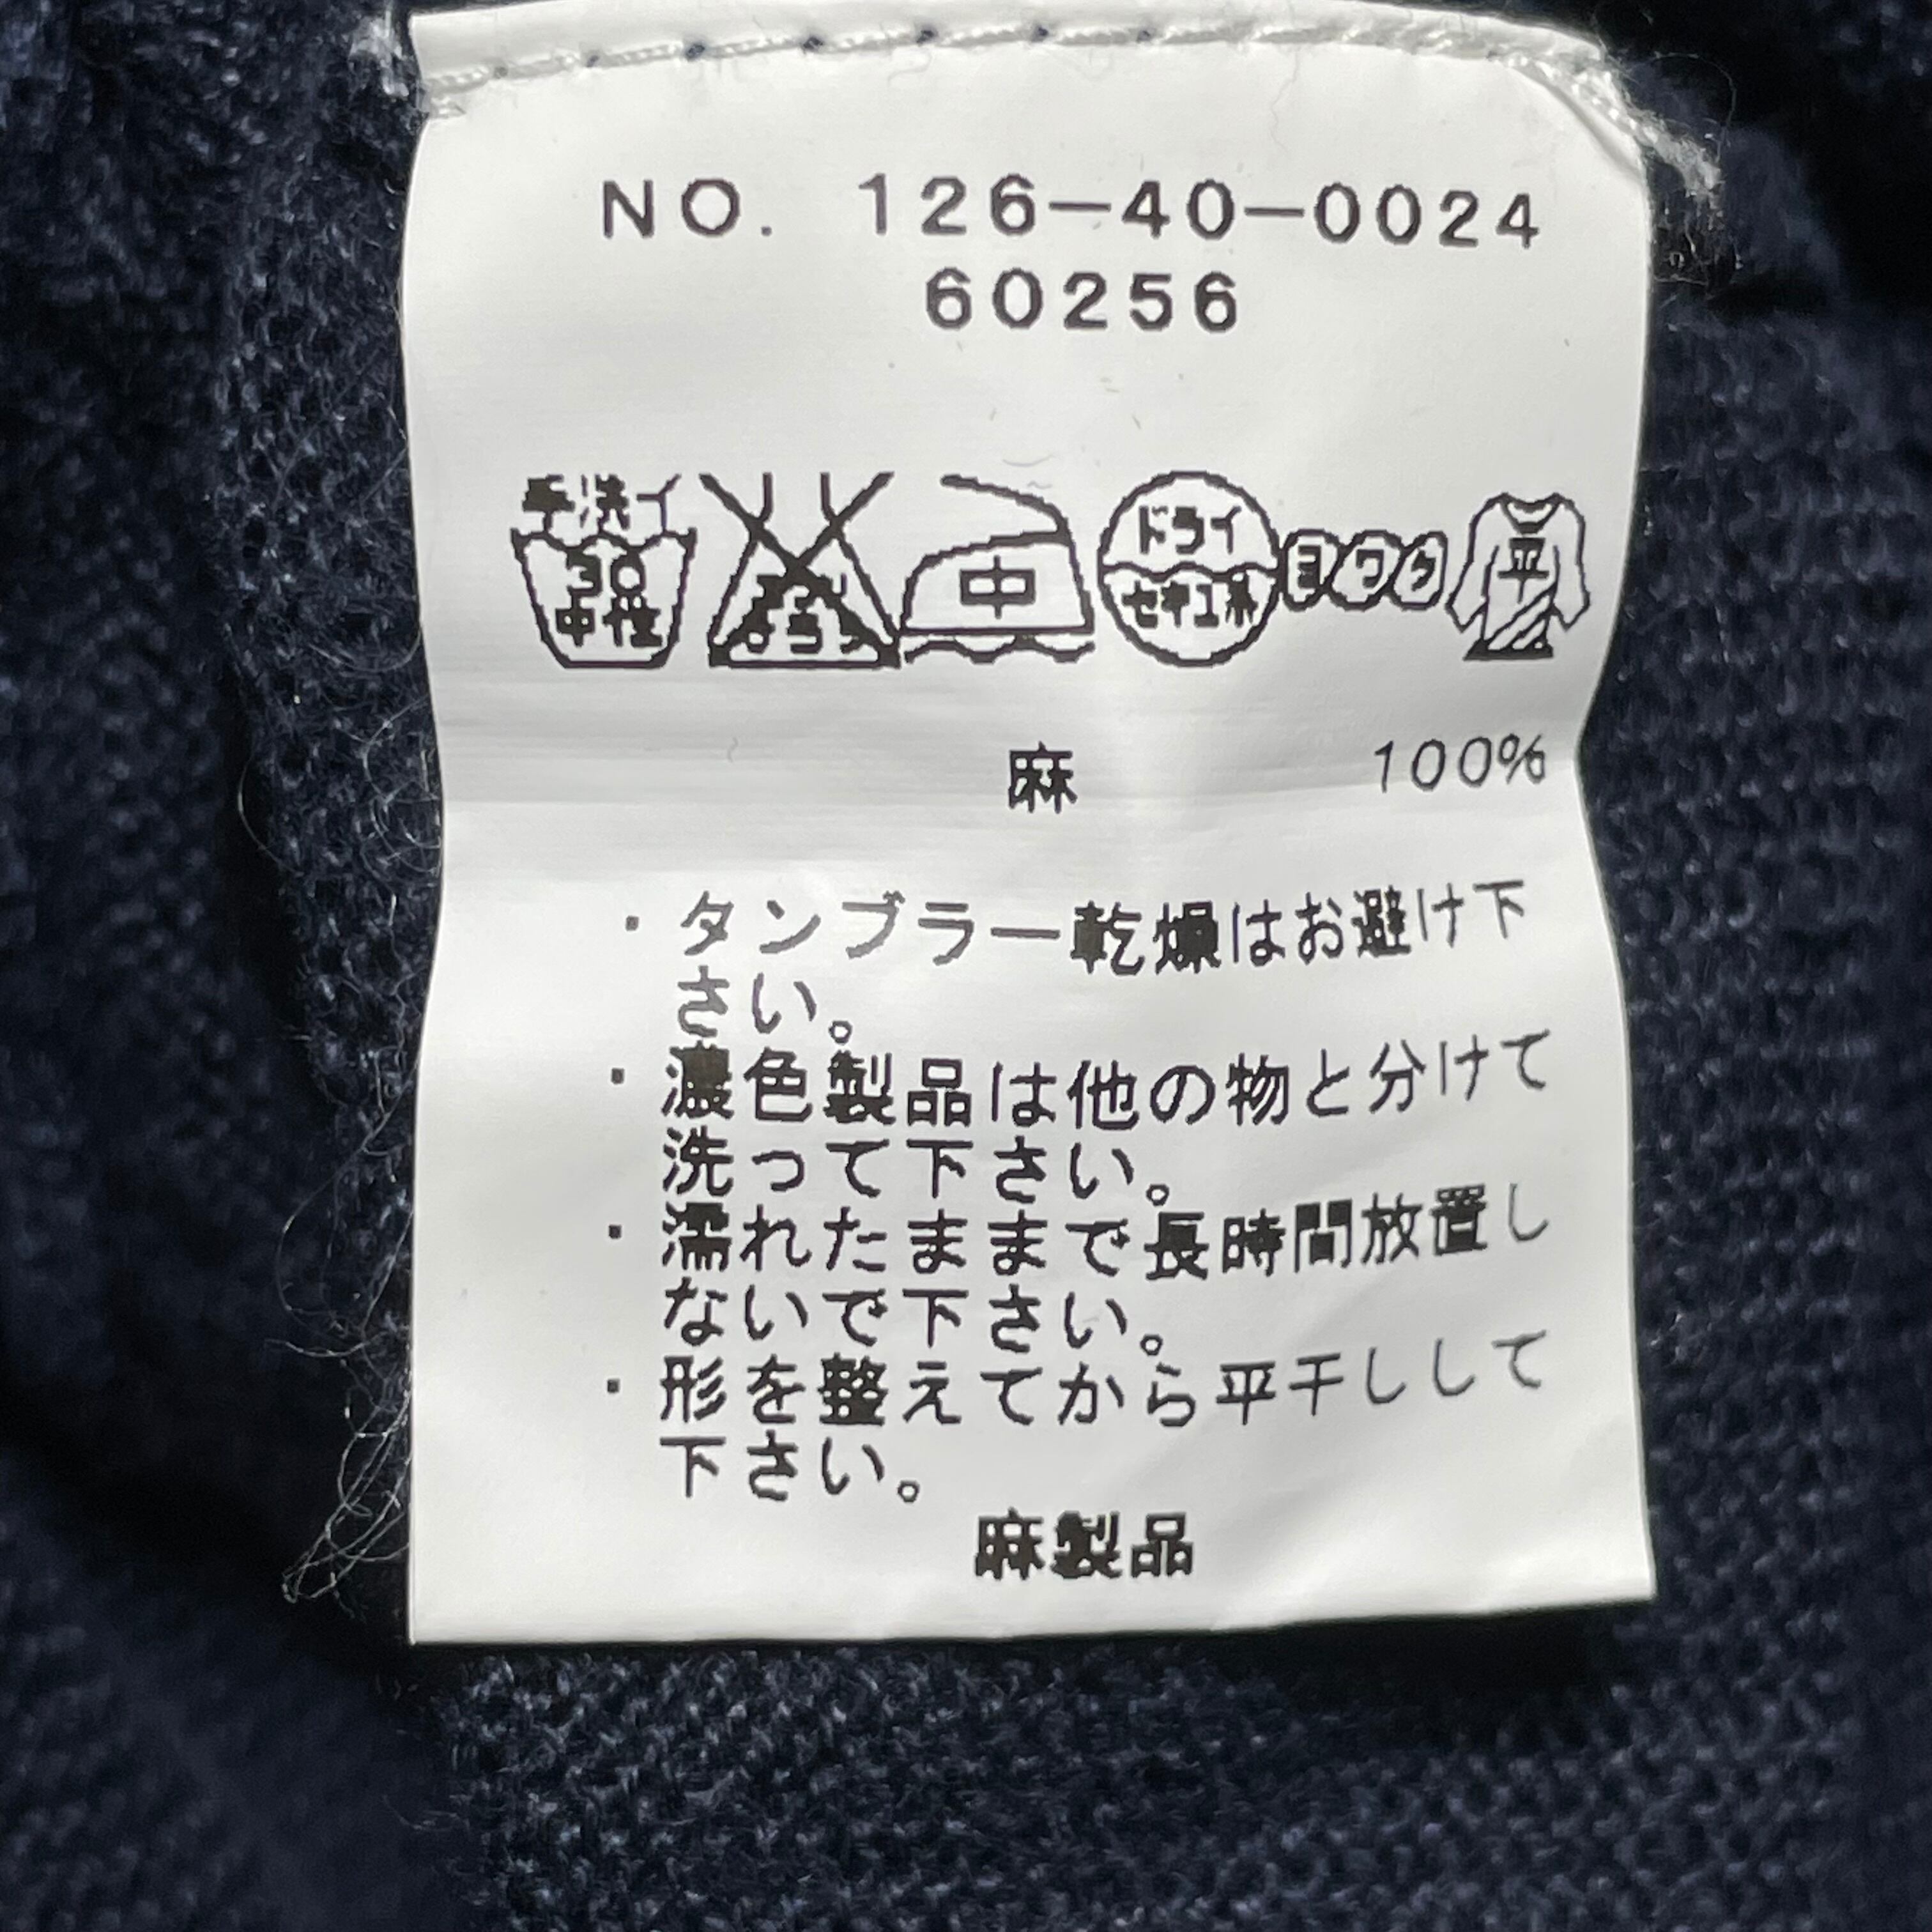 NO. 126-40-0024
60256
手洗イ
30
中性
中
ドライ
セキユ系
ヨワク
平
麻 100%
・タンブラー乾燥はお避け下
さい。
・濃色製品は他の物と分けて
洗って下さい。
・濡れたままで長時間放置し
ないで下さい。
・形を整えてから平干しして
下さい。
麻製品